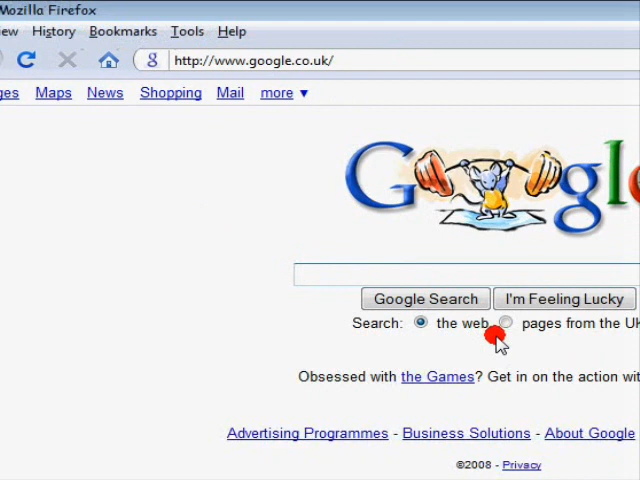 Mozilla Firefox
History Bookmarks Tools Help
http://www.google.co.uk/
Maps News Shopping Mail more ▼
Google
Google Search I'm Feeling Lucky
Search: the web pages from the UK
Obsessed with the Games? Get in on the action wit
Advertising Programmes - Business Solutions - About Google
©2008 - Privacy